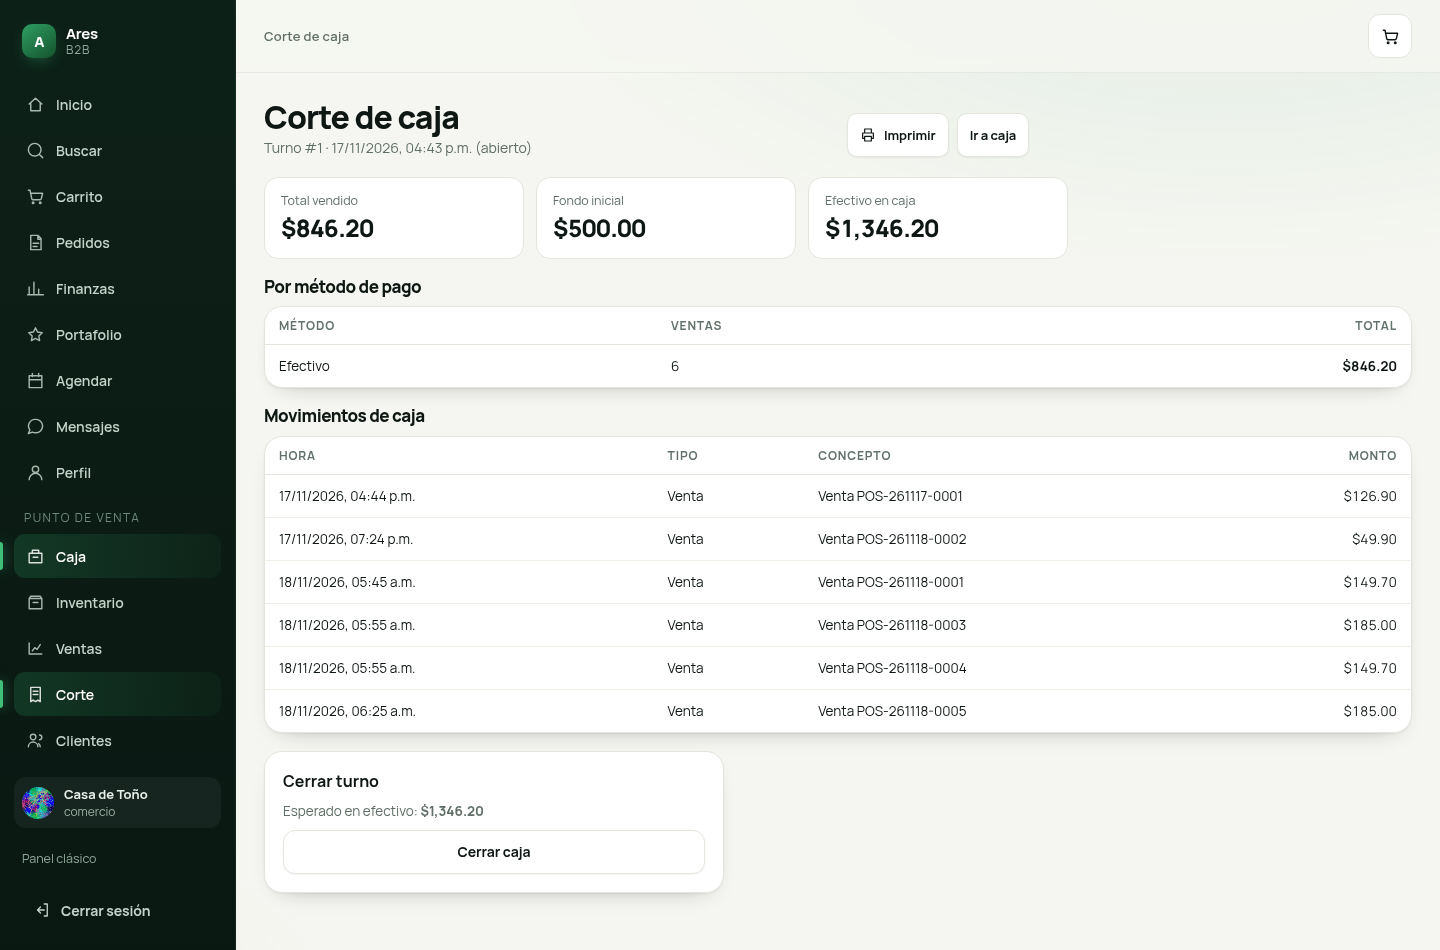 A
Ares
B2B
Inicio
Buscar
Carrito
Pedidos
Finanzas
Portafolio
Agendar
Mensajes
Perfil
PUNTO DE VENTA
Caja
Inventario
Ventas
Corte
Clientes
Casa de Toño
comercio
Panel clásico
Cerrar sesión
Corte de caja
Corte de caja
Turno #1 · 17/11/2026, 04:43 p.m. (abierto)
Imprimir
Ir a caja
Total vendido
$846.20
Fondo inicial
$500.00
Efectivo en caja
$1,346.20
Por método de pago
MÉTODO VENTAS TOTAL
Efectivo 6 $846.20
Movimientos de caja
HORA TIPO CONCEPTO MONTO
17/11/2026, 04:44 p.m. Venta Venta POS-261117-0001 $126.90
17/11/2026, 07:24 p.m. Venta Venta POS-261118-0002 $49.90
18/11/2026, 05:45 a.m. Venta Venta POS-261118-0001 $149.70
18/11/2026, 05:55 a.m. Venta Venta POS-261118-0003 $185.00
18/11/2026, 05:55 a.m. Venta Venta POS-261118-0004 $149.70
18/11/2026, 06:25 a.m. Venta Venta POS-261118-0005 $185.00
Cerrar turno
Esperado en efectivo: $1,346.20
Cerrar caja